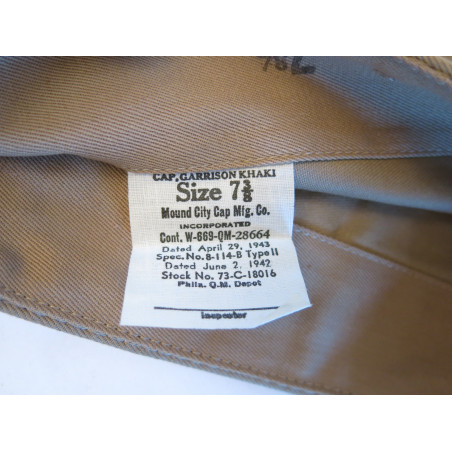 CAP, GARRISON KHAKI
Size 7⅜
Mound City Cap Mfg. Co.
INCORPORATED
Cont. W-669-QM-28664
Dated April 29, 1943
Spec. No. 8-114-B Type II
Dated June 2, 1942
Stock No. 73-C-18016
Phila. Q.M. Depot
Inspector